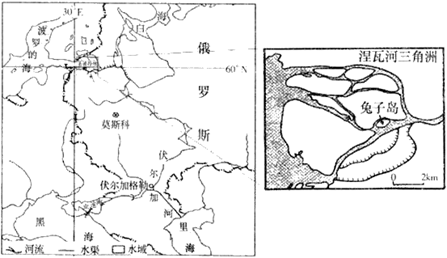 30°E
波罗的海
白海
俄罗斯
60°N
莫斯科
伏尔加格勒
伏尔加河
黑海
里海
河流 水渠 水域
涅瓦河三角洲
兔子岛
0 2km